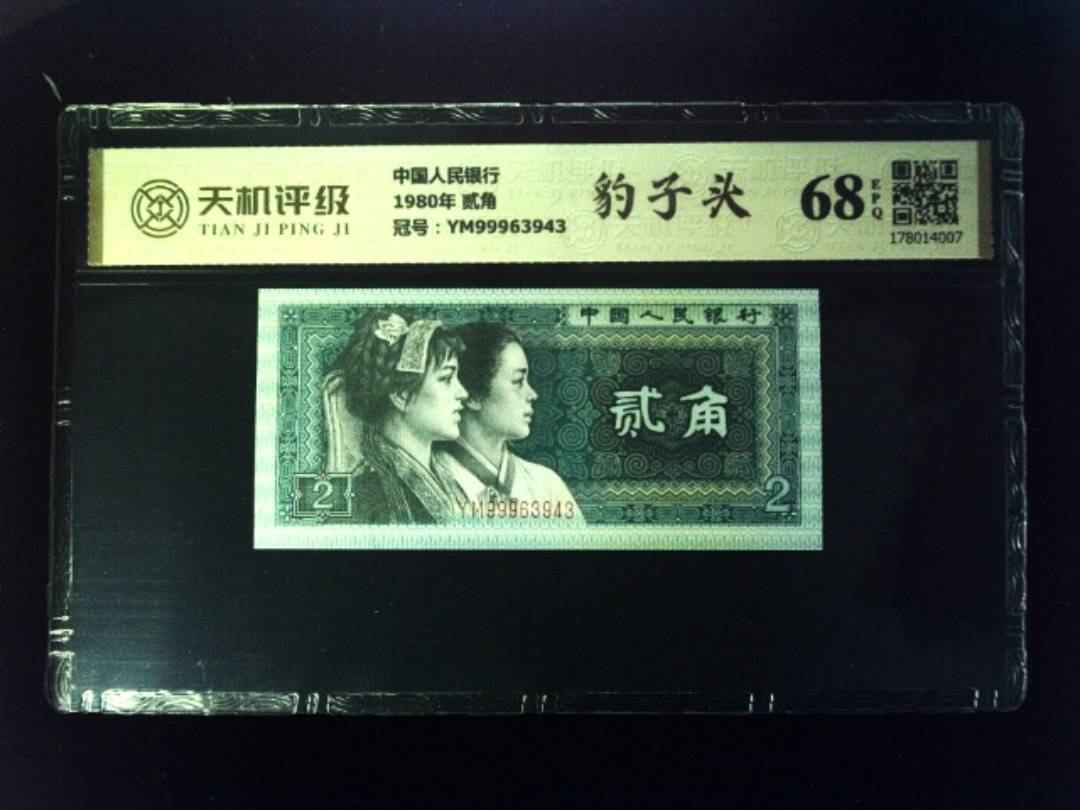 天机评级
TIAN JI PING JI
中国人民银行
1980年 贰角
冠号：YM99963943
豹子头
68
EPQ
178014007
中国人民银行
贰角
2
2
YM99963943